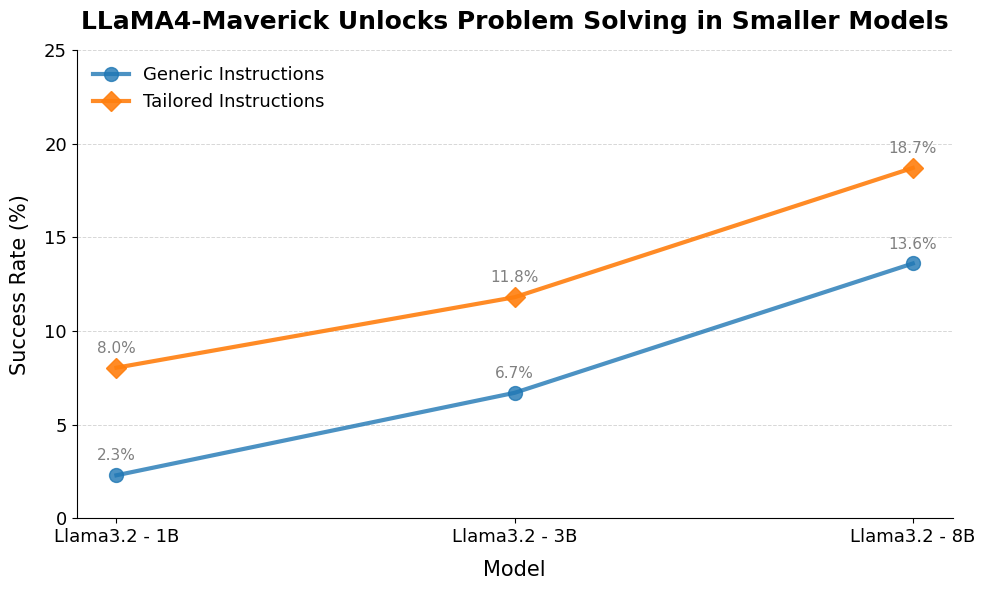 LLaMA4-Maverick Unlocks Problem Solving in Smaller Models
Generic Instructions
Tailored Instructions
Success Rate (%)
25
20
15
10
5
0
8.0%
11.8%
18.7%
2.3%
6.7%
13.6%
Llama3.2 - 1B
Llama3.2 - 3B
Llama3.2 - 8B
Model